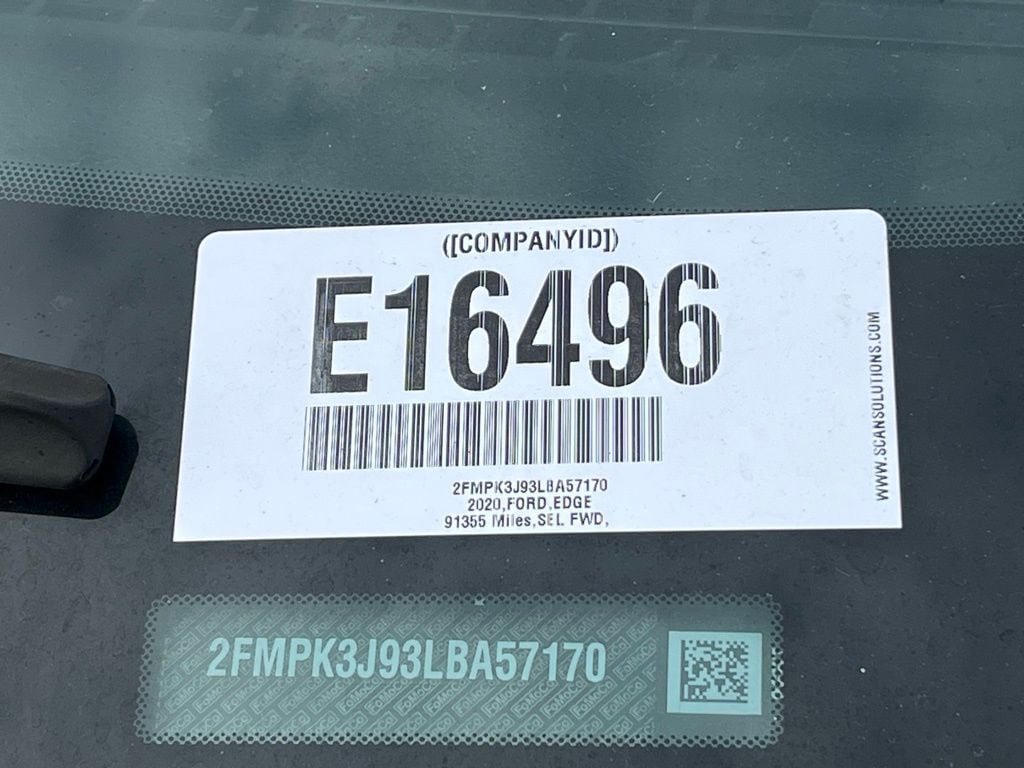 ([COMPANYID])
E16496
2FMPK3J93LBA57170
2020,FORD,EDGE
91355 Miles,SEL FWD,
WWW.SCANSOLUTIONS.COM
2FMPK3J93LBA57170